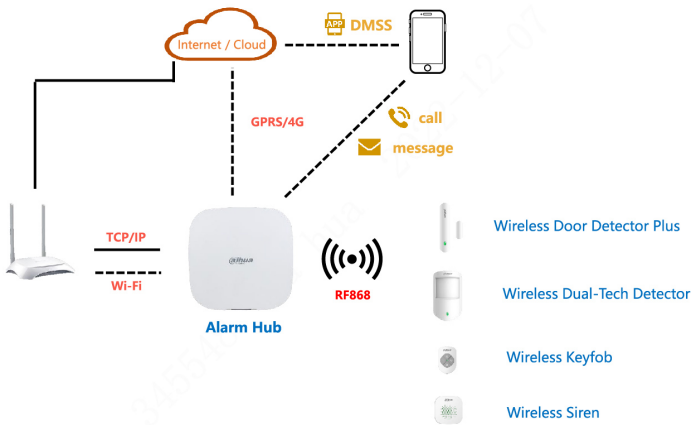 APP DMSS
Internet / Cloud
GPRS/4G
call
message
Wireless Door Detector Plus
TCP/IP
alhua
Wi-Fi
RF868
Wireless Dual-Tech Detector
Alarm Hub
Wireless Keyfob
Wireless Siren